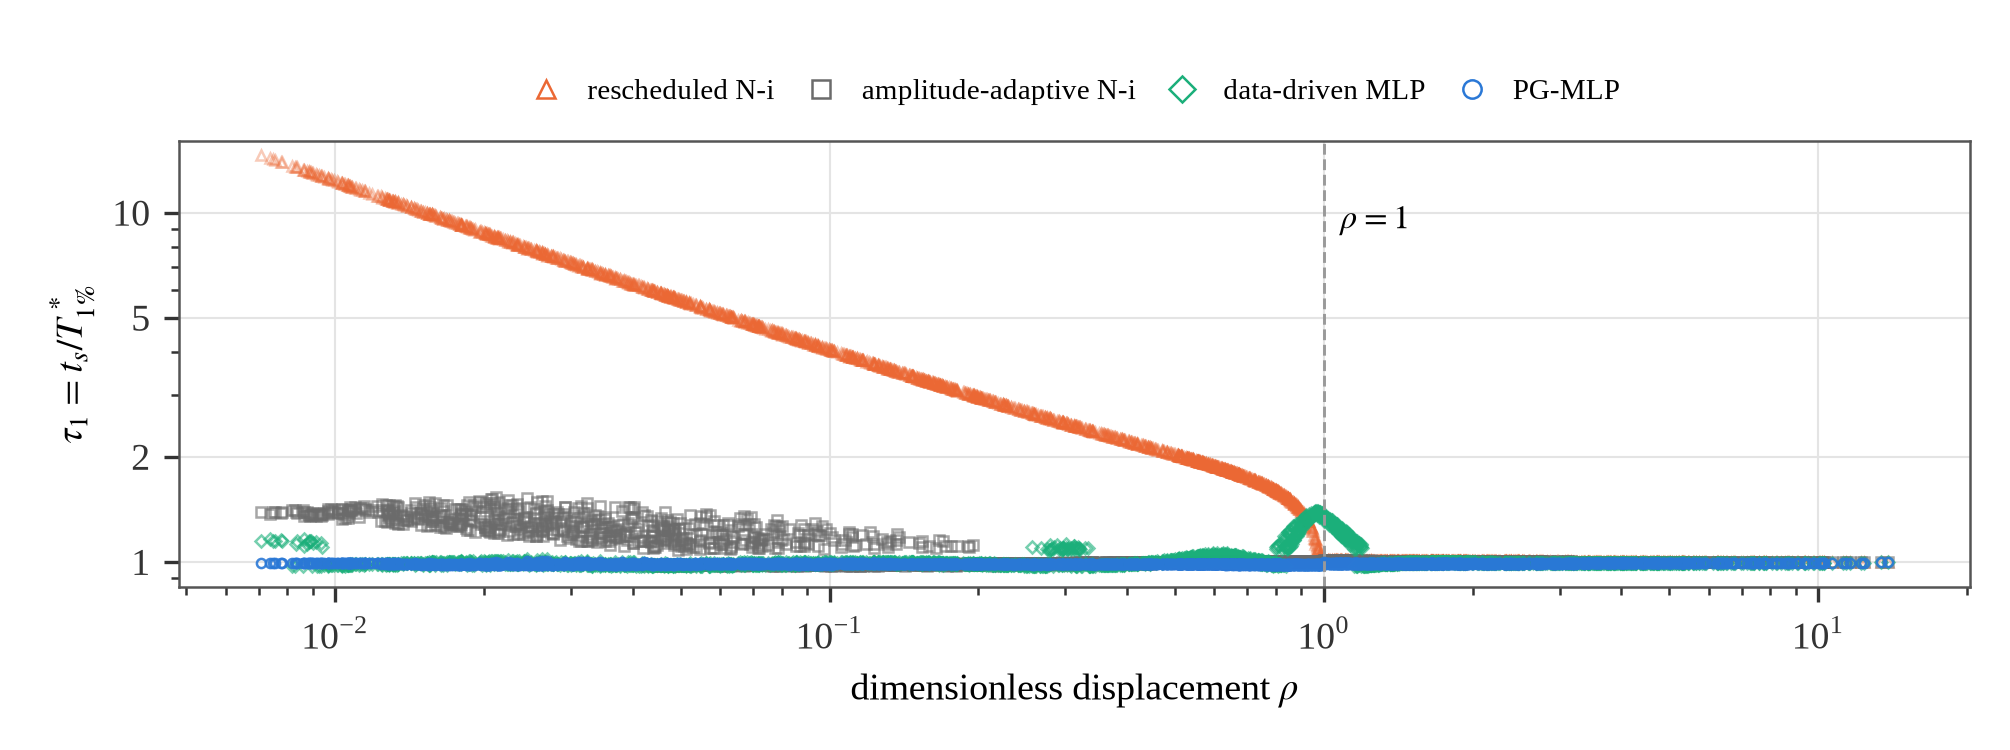 rescheduled N-i amplitude-adaptive N-i data-driven MLP PG-MLP
τ₁ = tₛ/T*₁%
10
5
2
1
ρ = 1
10⁻² 10⁻¹ 10⁰ 10¹
dimensionless displacement ρ